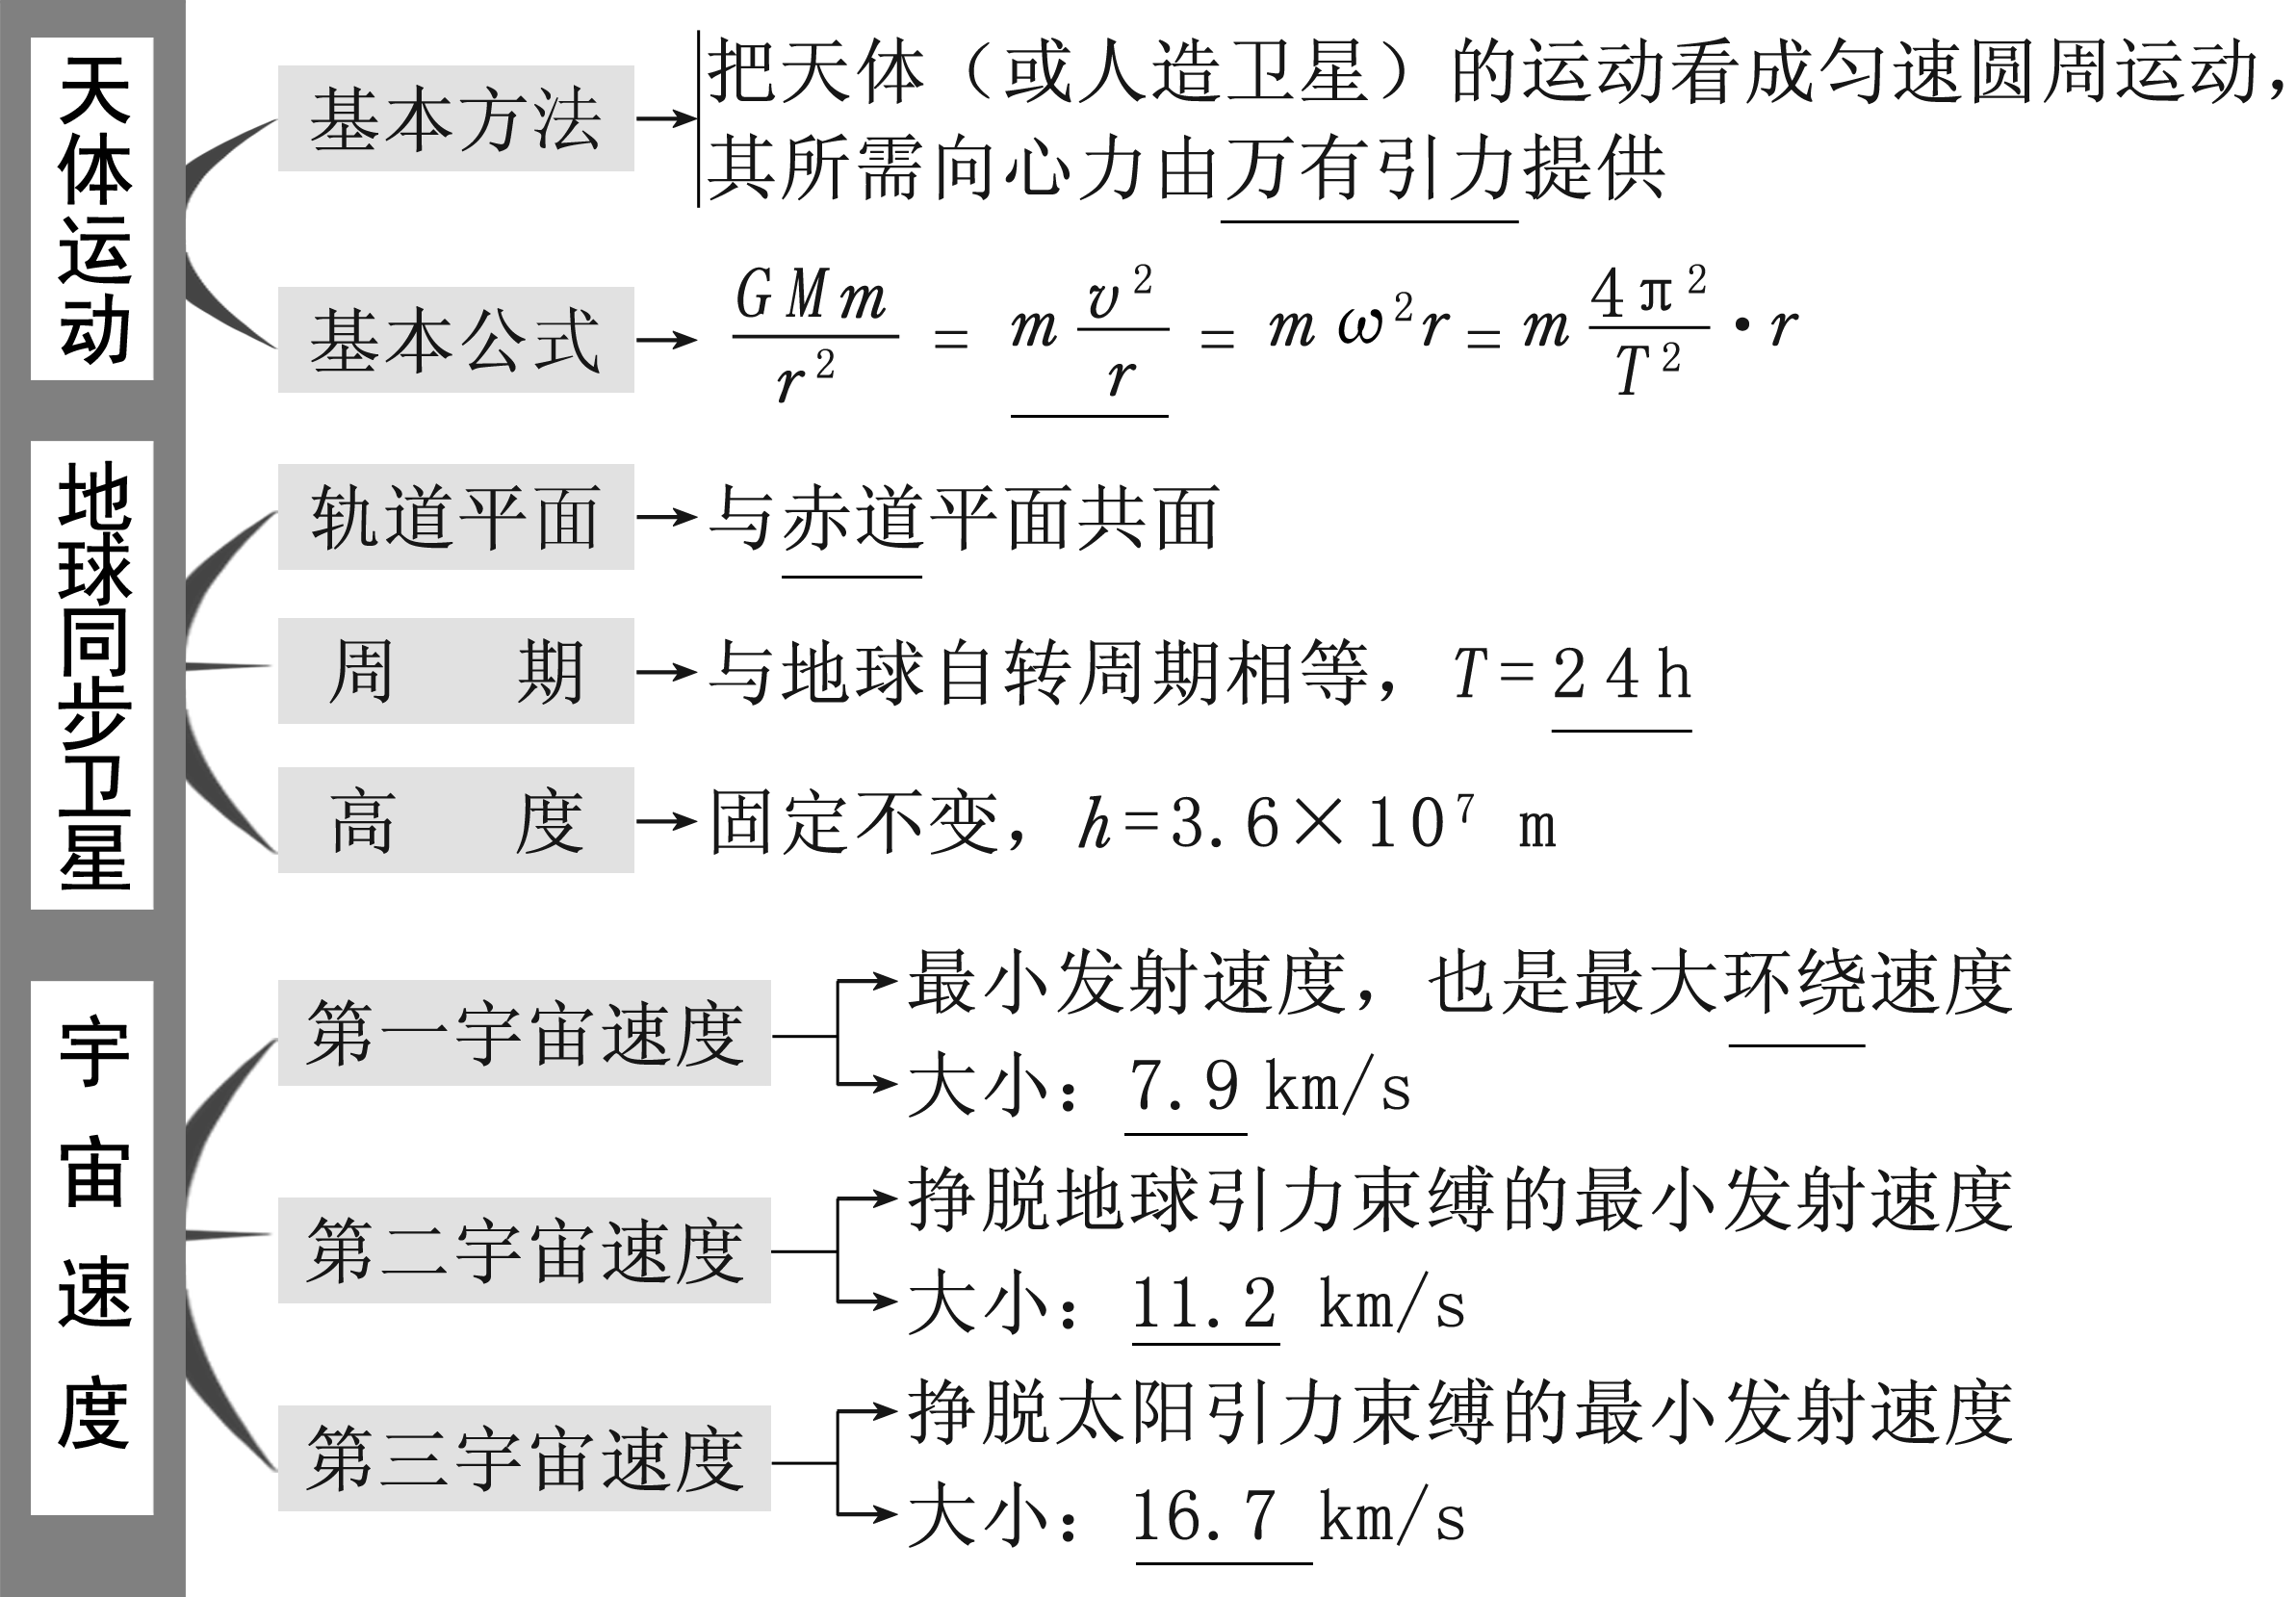 天体运动
基本方法
把天体（或人造卫星）的运动看成匀速圆周运动，
其所需向心力由万有引力提供
基本公式
GMm/r² = m v²/r = mω²r = m 4π²/T² · r
地球同步卫星
轨道平面
与赤道平面共面
周期
与地球自转周期相等，T=24h
高度
固定不变，h=3.6×10⁷ m
宇宙速度
第一宇宙速度
最小发射速度，也是最大环绕速度
大小：7.9 km/s
第二宇宙速度
挣脱地球引力束缚的最小发射速度
大小：11.2 km/s
第三宇宙速度
挣脱太阳引力束缚的最小发射速度
大小：16.7 km/s